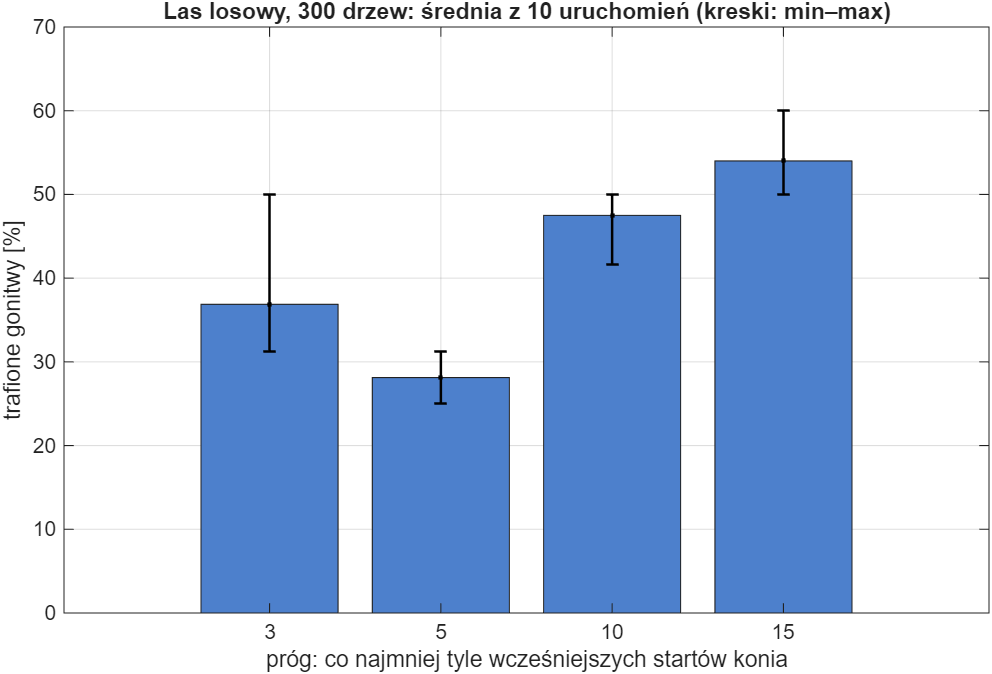 Las losowy, 300 drzew: średnia z 10 uruchomień (kreski: min–max)
70
60
50
40
30
20
10
0
trafione gonitwy [%]
3 5 10 15
próg: co najmniej tyle wcześniejszych startów konia